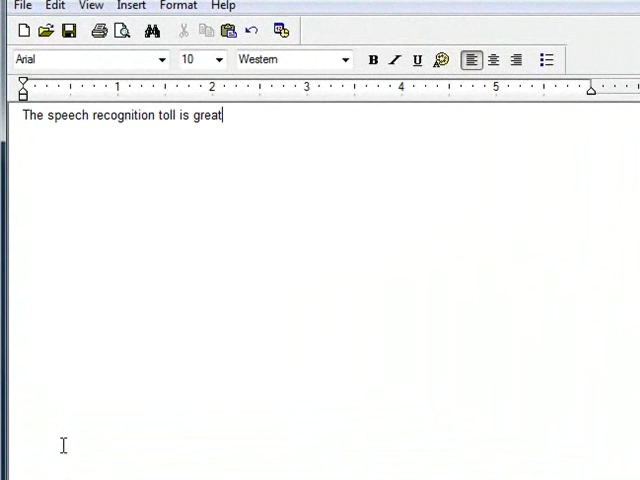 File Edit View Insert Format Help
Arial 10 Western B I U
1 2 3 4 5
The speech recognition toll is great